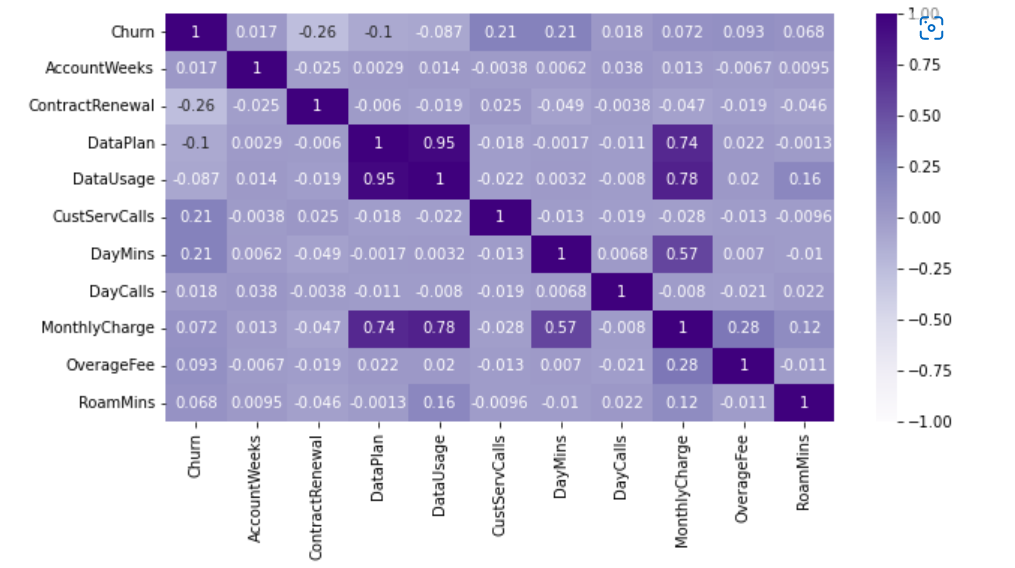 Churn 1 0.017 -0.26 -0.1 -0.087 0.21 0.21 0.018 0.072 0.093 0.068
AccountWeeks 0.017 1 -0.025 0.0029 0.014 -0.0038 0.0062 0.038 0.013 -0.0067 0.0095
ContractRenewal -0.26 -0.025 1 -0.006 -0.019 0.025 -0.049 -0.0038 -0.047 -0.019 -0.046
DataPlan -0.1 0.0029 -0.006 1 0.95 -0.018 -0.0017 -0.011 0.74 0.022 -0.0013
DataUsage -0.087 0.014 -0.019 0.95 1 -0.022 0.0032 -0.008 0.78 0.02 0.16
CustServCalls 0.21 -0.0038 0.025 -0.018 -0.022 1 -0.013 -0.019 -0.028 -0.013 -0.0096
DayMins 0.21 0.0062 -0.049 -0.0017 0.0032 -0.013 1 0.0068 0.57 0.007 -0.01
DayCalls 0.018 0.038 -0.0038 -0.011 -0.008 -0.019 0.0068 1 -0.008 -0.021 0.022
MonthlyCharge 0.072 0.013 -0.047 0.74 0.78 -0.028 0.57 -0.008 1 0.28 0.12
OverageFee 0.093 -0.0067 -0.019 0.022 0.02 -0.013 0.007 -0.021 0.28 1 -0.011
RoamMins 0.068 0.0095 -0.046 -0.0013 0.16 -0.0096 -0.01 0.022 0.12 -0.011 1
Churn
AccountWeeks
ContractRenewal
DataPlan
DataUsage
CustServCalls
DayMins
DayCalls
MonthlyCharge
OverageFee
RoamMins
1.00
0.75
0.50
0.25
0.00
-0.25
-0.50
-0.75
-1.00